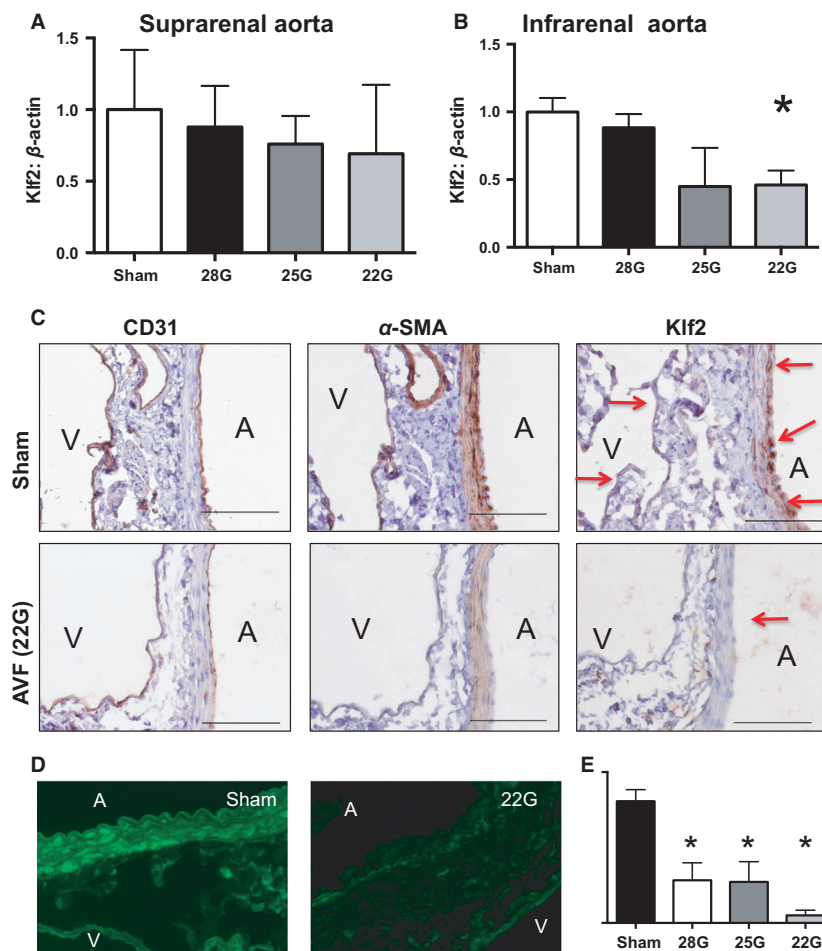 A Suprarenal aorta
Klf2: β-actin
1.5
1.0
0.5
0.0
Sham 28G 25G 22G
B Infrarenal aorta
Klf2: β-actin
1.5
1.0
0.5
0.0
*
Sham 28G 25G 22G
C
CD31 α-SMA Klf2
Sham
V A
V A
V A
AVF (22G)
V A
V A
V A
D
A Sham
V
22G
A
V
E
* * *
Sham 28G 25G 22G